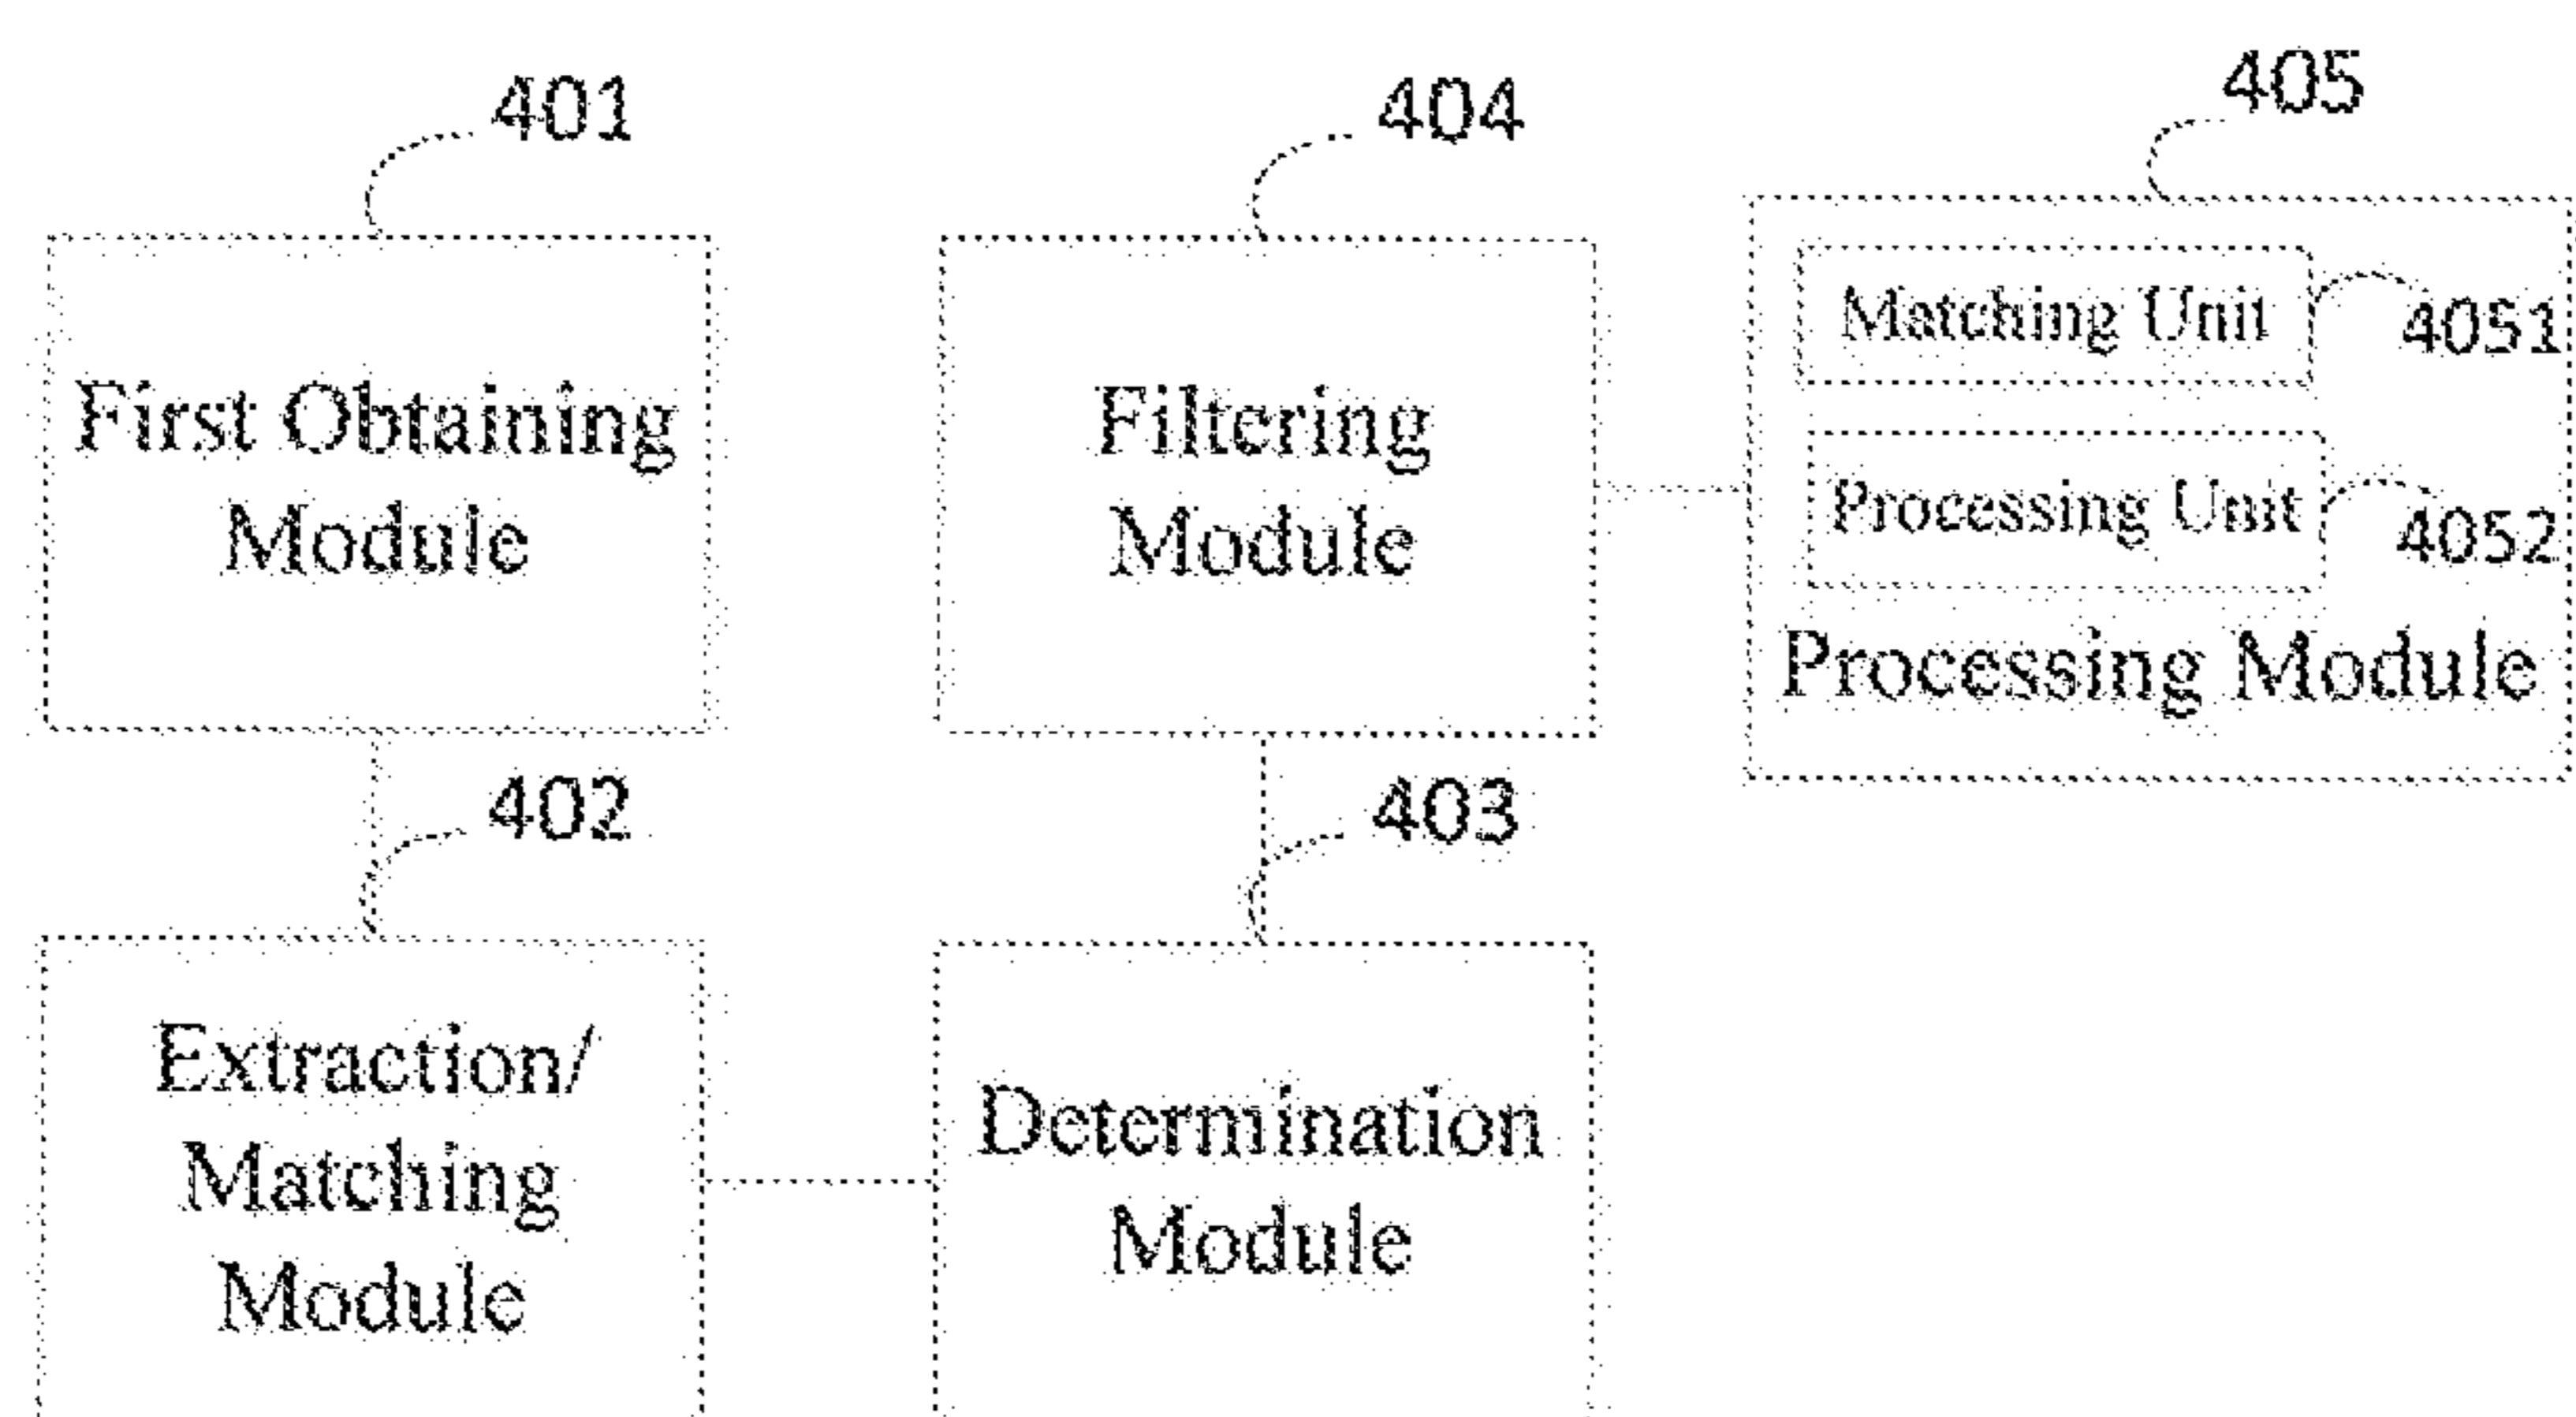 401
First Obtaining
Module
404
Filtering
Module
405
Matching Unit
4051
Processing Unit
4052
Processing Module
402
Extraction/
Matching
Module
403
Determination
Module